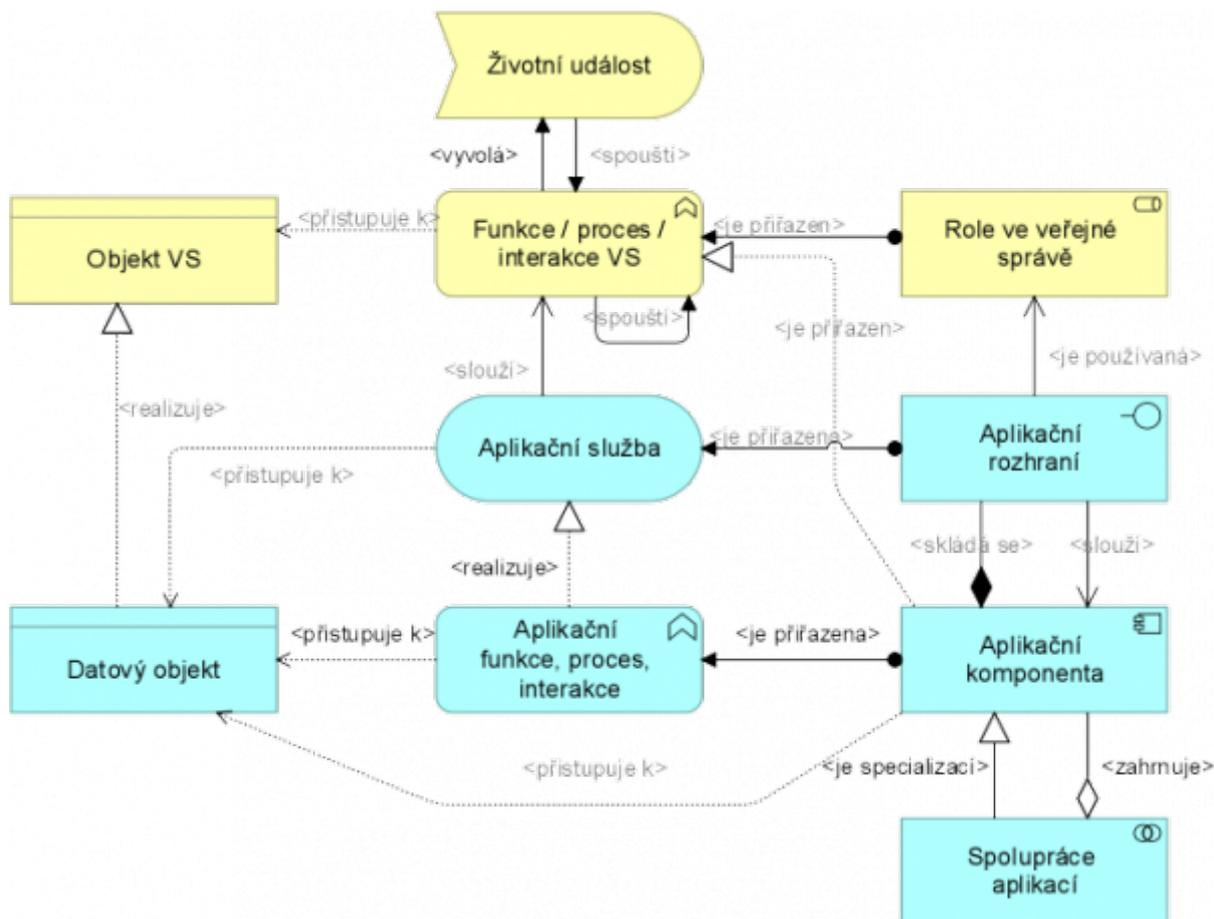 Životní událost
<vyvolá>
<spouští>
<přistupuje k>
Funkce / proces /
interakce VS
<je přiřazen>
Role ve veřejné
správě
Objekt VS
<spouští>
<je přiřazen>
<slouží>
<je používaná>
<realizuje>
Aplikační služba
<je přiřazena>
Aplikační
rozhraní
<přistupuje k>
<skládá se>
<slouží>
<realizuje>
Datový objekt
<přistupuje k>
Aplikační
funkce, proces,
interakce
<je přiřazena>
Aplikační
komponenta
<přistupuje k>
<je specializací>
<zahrnuje>
Spolupráce
aplikací